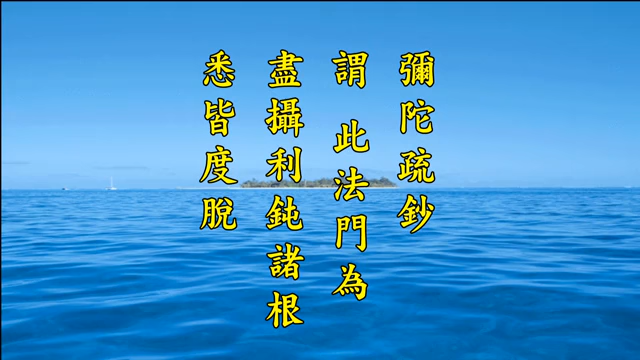 彌陀疏鈔
謂 此法門為
盡攝利鈍諸根
悉皆度脫